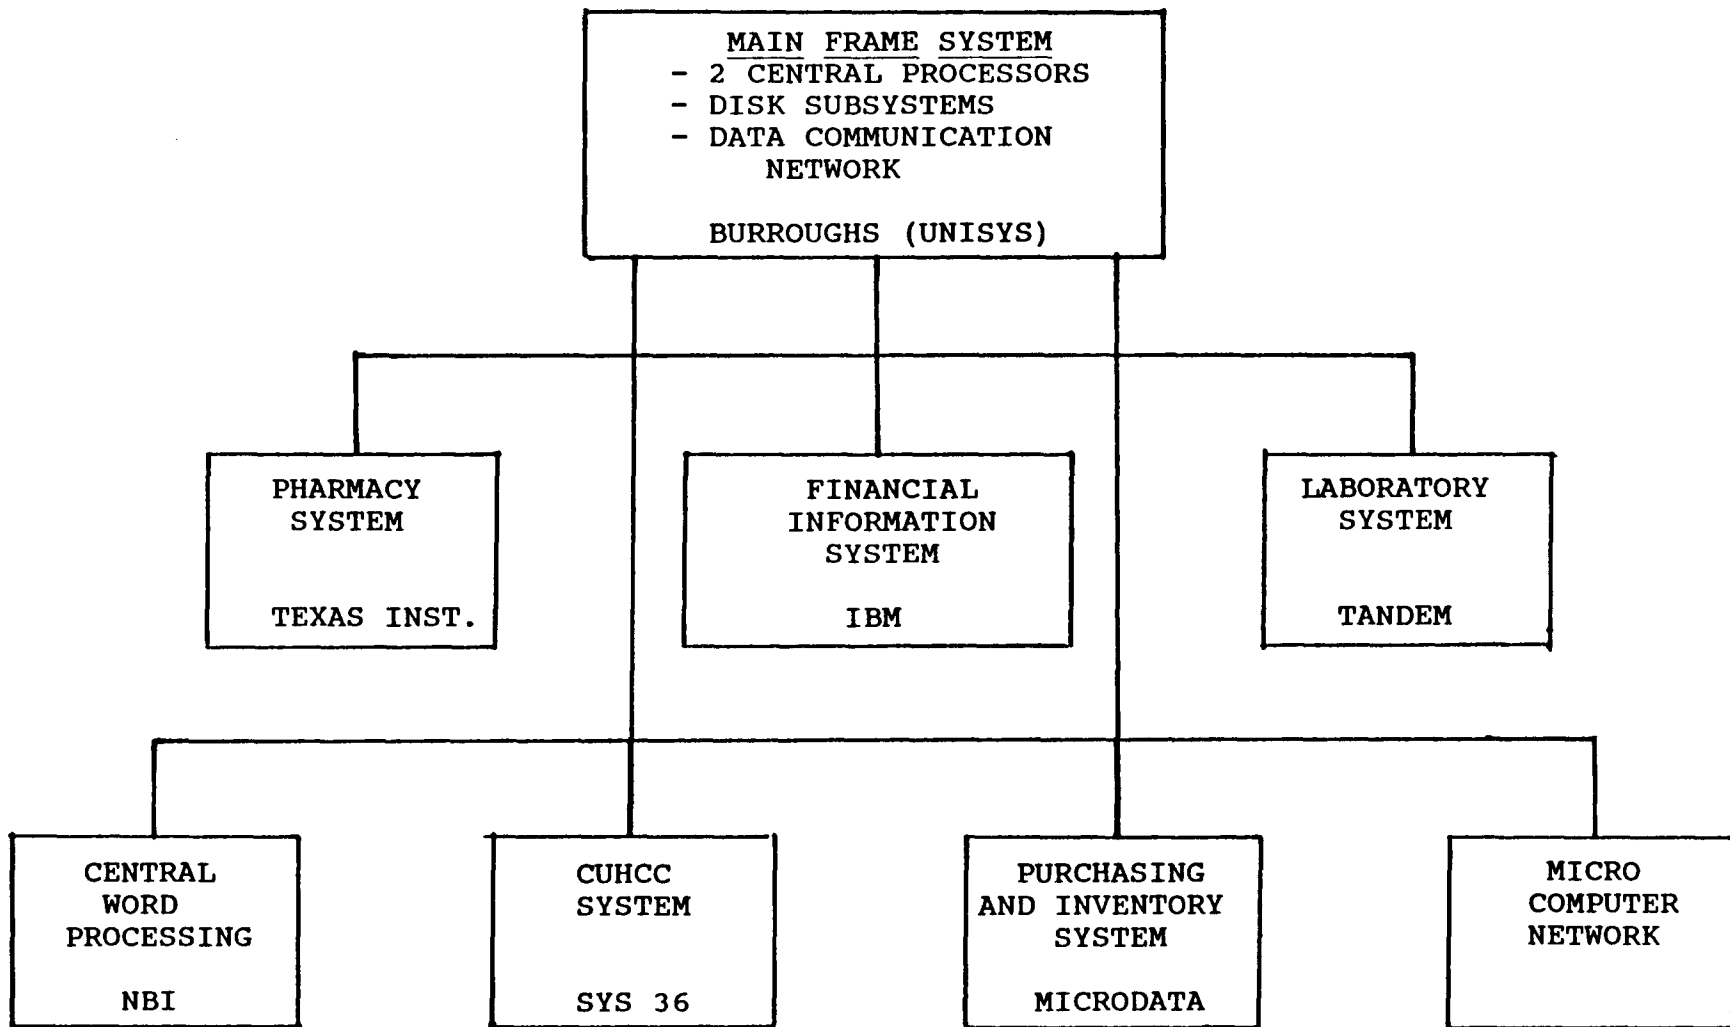 MAIN FRAME SYSTEM
- 2 CENTRAL PROCESSORS
- DISK SUBSYSTEMS
- DATA COMMUNICATION
NETWORK
BURROUGHS (UNISYS)
PHARMACY
SYSTEM
TEXAS INST.
FINANCIAL
INFORMATION
SYSTEM
IBM
LABORATORY
SYSTEM
TANDEM
CENTRAL
WORD
PROCESSING
NBI
CUHCC
SYSTEM
SYS 36
PURCHASING
AND INVENTORY
SYSTEM
MICRODATA
MICRO
COMPUTER
NETWORK